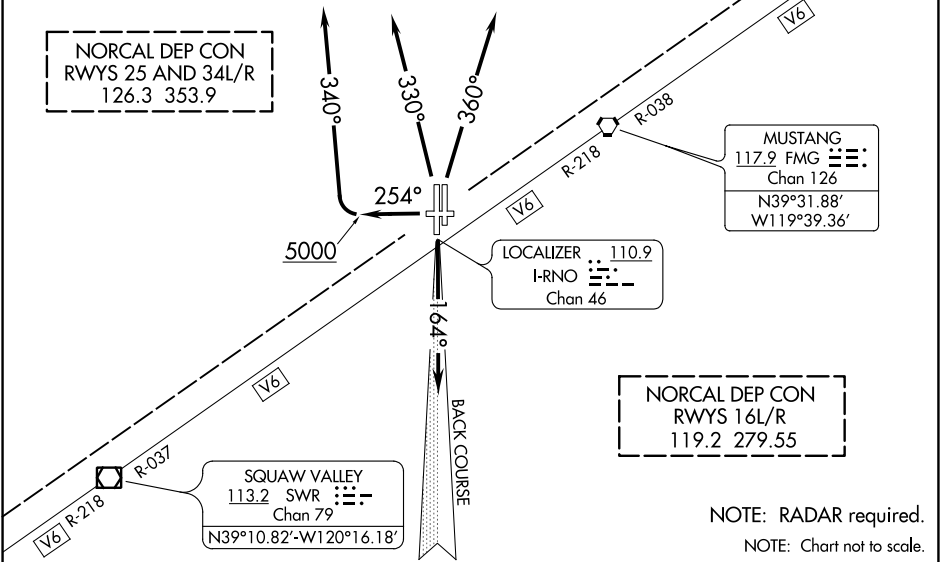 NORCAL DEP CON
RWYS 25 AND 34L/R
126.3 353.9
340°
330°
360°
V6
R-038
R-218
MUSTANG
117.9 FMG
Chan 126
N39°31.88'
W119°39.36'
254°
V6
5000
LOCALIZER 110.9
I-RNO
Chan 46
164°
V6
BACK COURSE
NORCAL DEP CON
RWYS 16L/R
119.2 279.55
R-037
R-218
V6
SQUAW VALLEY
113.2 SWR
Chan 79
N39°10.82'-W120°16.18'
NOTE: RADAR required.
NOTE: Chart not to scale.